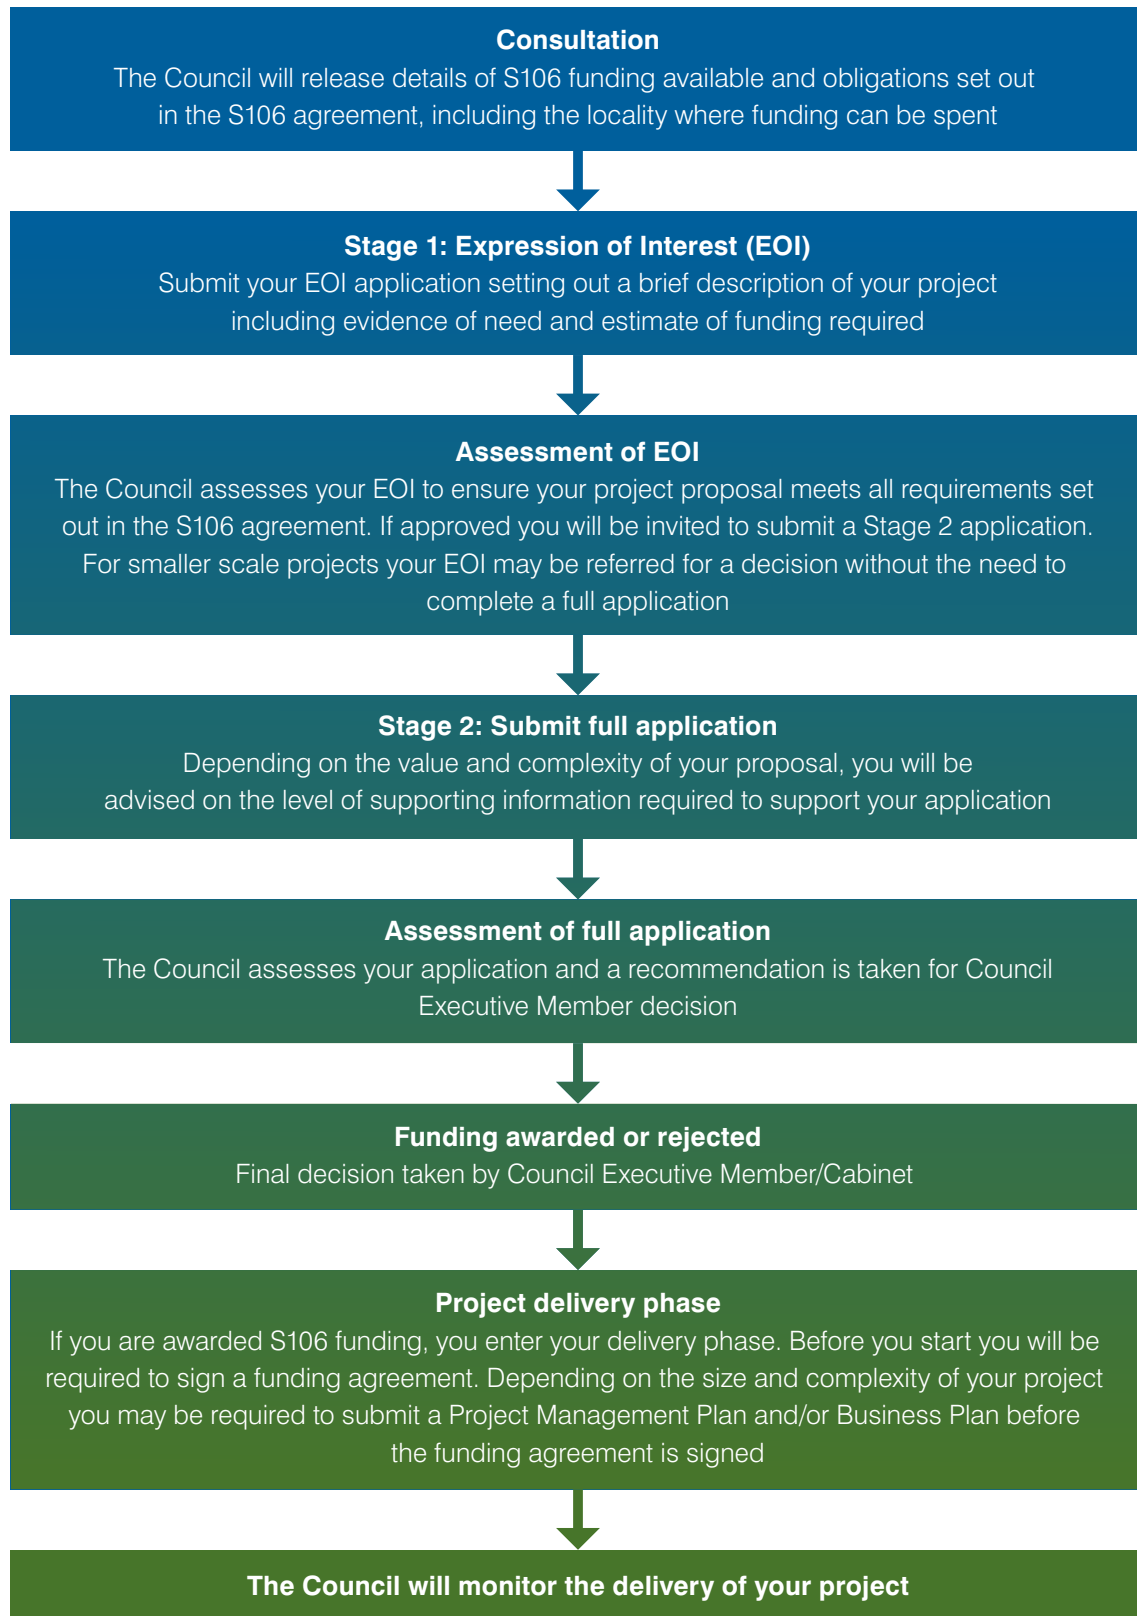 Consultation
The Council will release details of S106 funding available and obligations set out
in the S106 agreement, including the locality where funding can be spent
Stage 1: Expression of Interest (EOI)
Submit your EOI application setting out a brief description of your project
including evidence of need and estimate of funding required
Assessment of EOI
The Council assesses your EOI to ensure your project proposal meets all requirements set
out in the S106 agreement. If approved you will be invited to submit a Stage 2 application.
For smaller scale projects your EOI may be referred for a decision without the need to
complete a full application
Stage 2: Submit full application
Depending on the value and complexity of your proposal, you will be
advised on the level of supporting information required to support your application
Assessment of full application
The Council assesses your application and a recommendation is taken for Council
Executive Member decision
Funding awarded or rejected
Final decision taken by Council Executive Member/Cabinet
Project delivery phase
If you are awarded S106 funding, you enter your delivery phase. Before you start you will be
required to sign a funding agreement. Depending on the size and complexity of your project
you may be required to submit a Project Management Plan and/or Business Plan before
the funding agreement is signed
The Council will monitor the delivery of your project